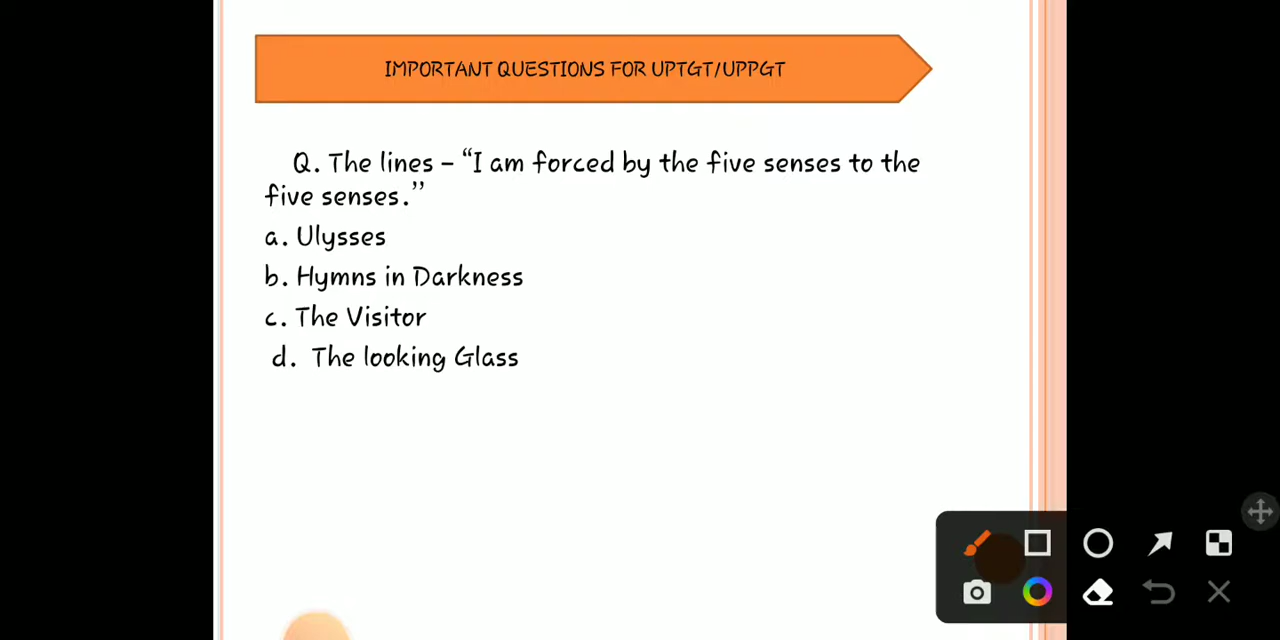 IMPORTANT QUESTIONS FOR UPTGT/UPPGT
Q. The lines – “I am forced by the five senses to the
five senses.”
a. Ulysses
b. Hymns in Darkness
c. The Visitor
d. The looking Glass